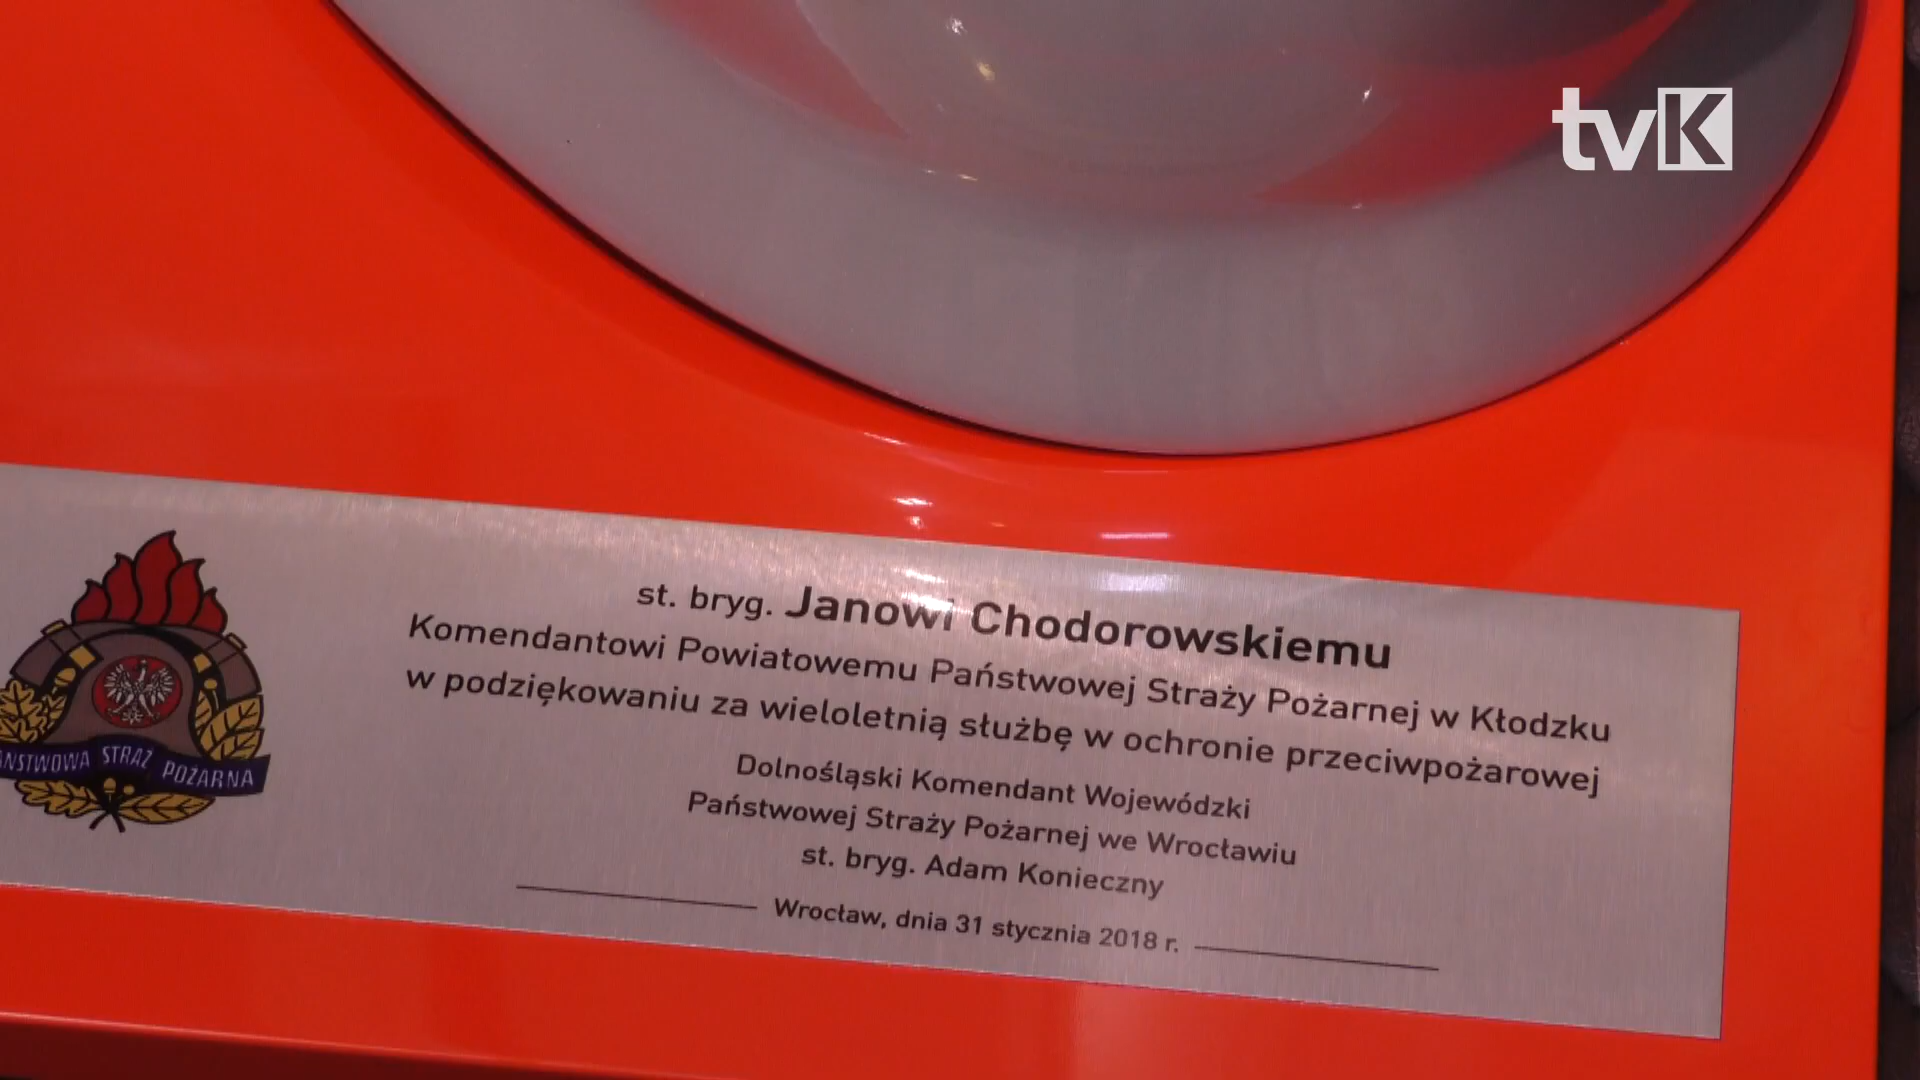 tvK
st. bryg. Janowi Chodorowskiemu
Komendantowi Powiatowemu Państwowej Straży Pożarnej w Kłodzku
w podziękowaniu za wieloletnią służbę w ochronie przeciwpożarowej
Dolnośląski Komendant Wojewódzki
Państwowej Straży Pożarnej we Wrocławiu
st. bryg. Adam Konieczny
Wrocław, dnia 31 stycznia 2018 r.
AŃSTWOWA STRAŻ POŻARNA